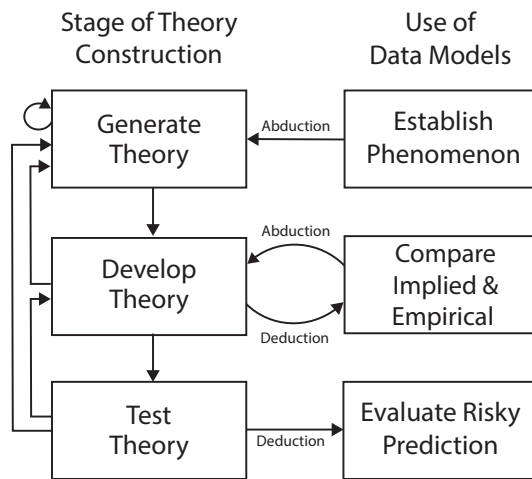 Stage of Theory
Construction
Use of
Data Models
Generate
Theory
Abduction
Establish
Phenomenon
Develop
Theory
Abduction
Deduction
Compare
Implied &
Empirical
Test
Theory
Deduction
Evaluate Risky
Prediction